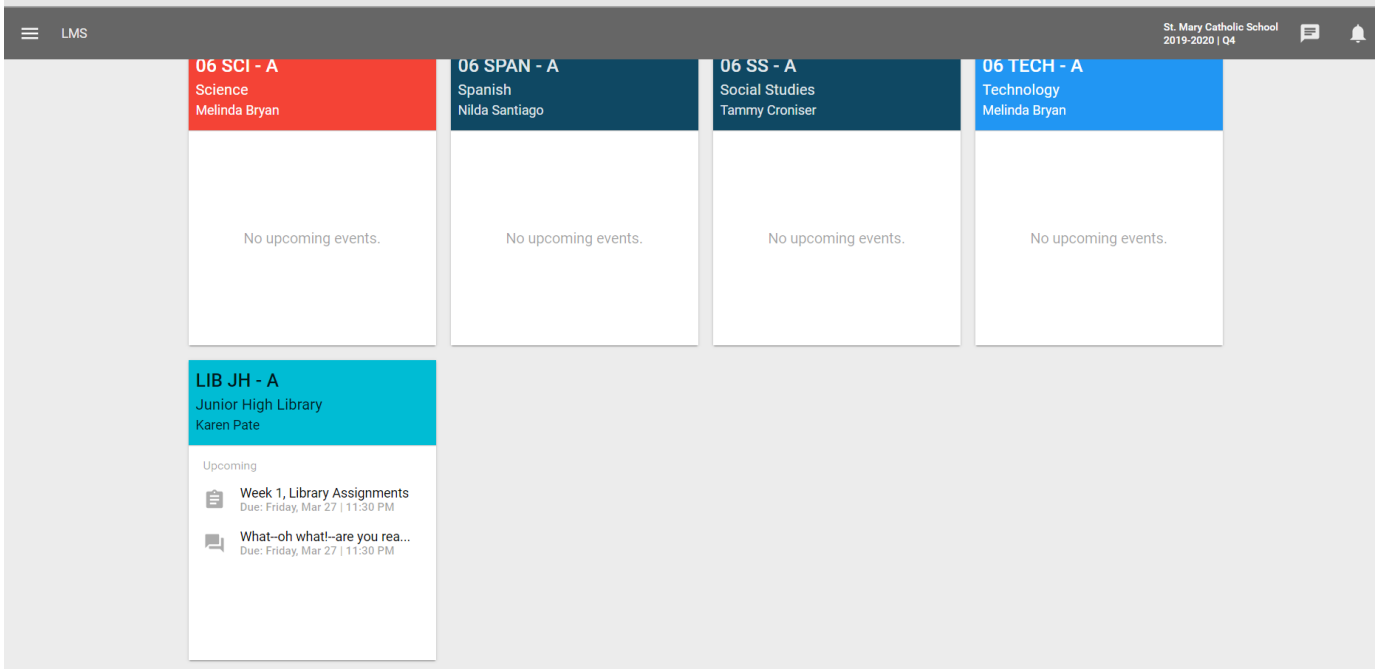 LMS
St. Mary Catholic School
2019-2020 | Q4
06 SCI - A
Science
Melinda Bryan
06 SPAN - A
Spanish
Nilda Santiago
06 SS - A
Social Studies
Tammy Croniser
06 TECH - A
Technology
Melinda Bryan
No upcoming events.
No upcoming events.
No upcoming events.
No upcoming events.
LIB JH - A
Junior High Library
Karen Pate
Upcoming
Week 1, Library Assignments
Due: Friday, Mar 27 | 11:30 PM
What--oh what!--are you rea...
Due: Friday, Mar 27 | 11:30 PM